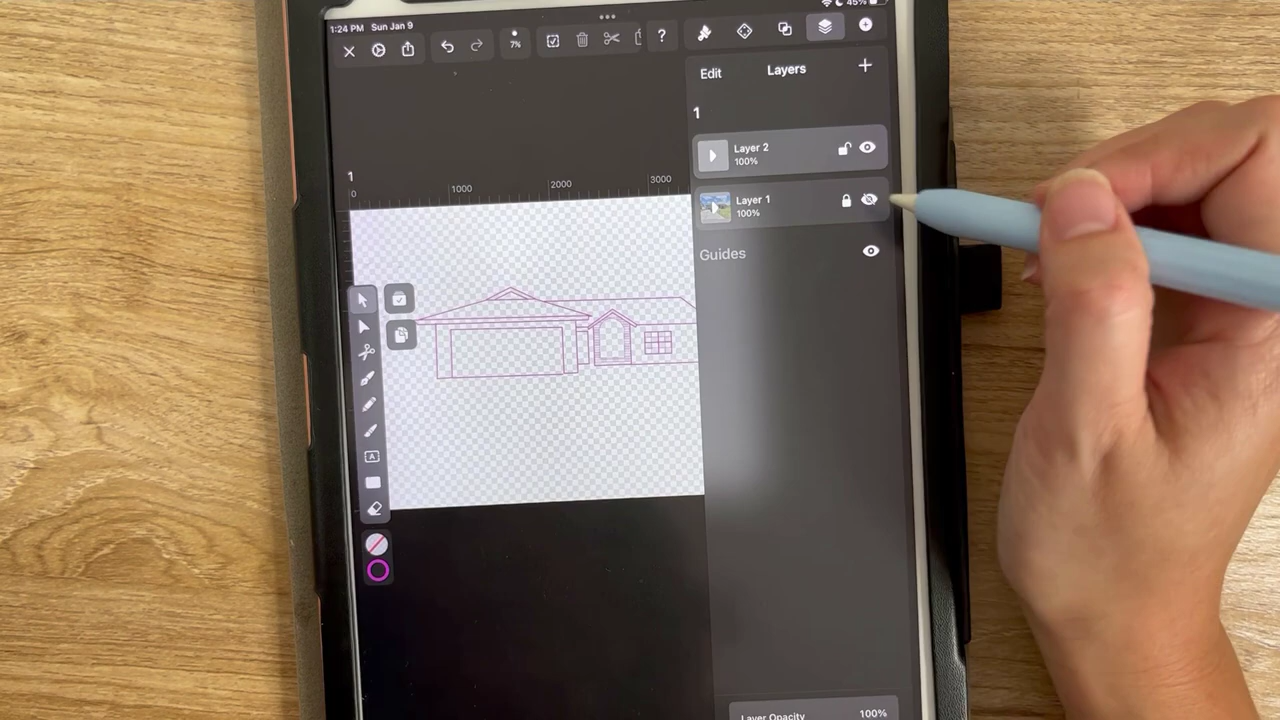 1:24 PM Sun Jan 9
45%
7%
?
Edit Layers
1
Layer 2
100%
1
0 1000 2000 3000
Layer 1
100%
Guides
A
Layer Opacity 100%